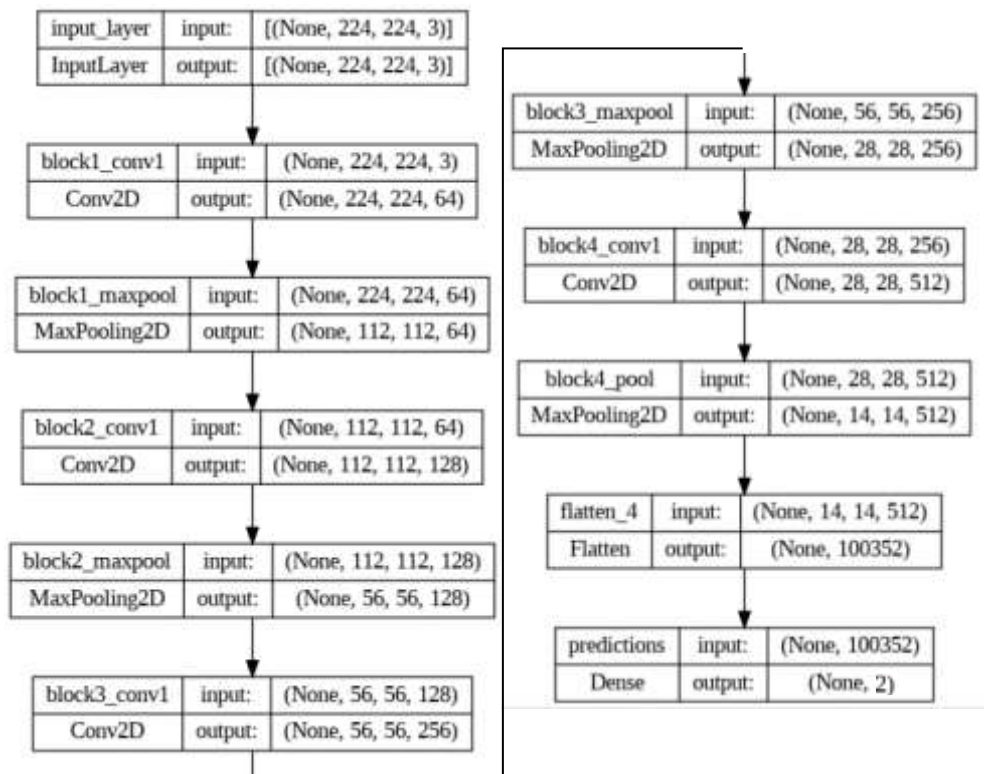 input_layer input: [(None, 224, 224, 3)]
InputLayer output: [(None, 224, 224, 3)]
block1_conv1 input: (None, 224, 224, 3)
Conv2D output: (None, 224, 224, 64)
block1_maxpool input: (None, 224, 224, 64)
MaxPooling2D output: (None, 112, 112, 64)
block2_conv1 input: (None, 112, 112, 64)
Conv2D output: (None, 112, 112, 128)
block2_maxpool input: (None, 112, 112, 128)
MaxPooling2D output: (None, 56, 56, 128)
block3_conv1 input: (None, 56, 56, 128)
Conv2D output: (None, 56, 56, 256)
block3_maxpool input: (None, 56, 56, 256)
MaxPooling2D output: (None, 28, 28, 256)
block4_conv1 input: (None, 28, 28, 256)
Conv2D output: (None, 28, 28, 512)
block4_pool input: (None, 28, 28, 512)
MaxPooling2D output: (None, 14, 14, 512)
flatten_4 input: (None, 14, 14, 512)
Flatten output: (None, 100352)
predictions input: (None, 100352)
Dense output: (None, 2)